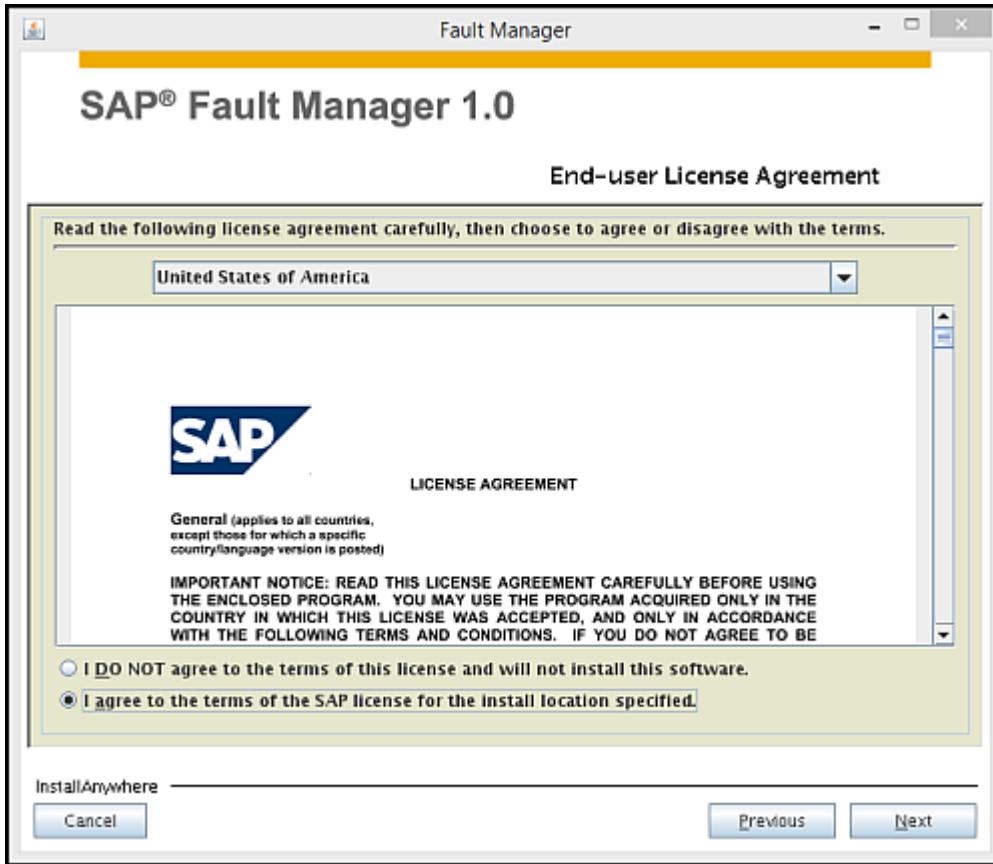 Fault Manager
SAP® Fault Manager 1.0
End-user License Agreement
Read the following license agreement carefully, then choose to agree or disagree with the terms.
United States of America
SAP
LICENSE AGREEMENT
General (applies to all countries,
except those for which a specific
country/language version is posted)
IMPORTANT NOTICE: READ THIS LICENSE AGREEMENT CAREFULLY BEFORE USING
THE ENCLOSED PROGRAM. YOU MAY USE THE PROGRAM ACQUIRED ONLY IN THE
COUNTRY IN WHICH THIS LICENSE WAS ACCEPTED, AND ONLY IN ACCORDANCE
WITH THE FOLLOWING TERMS AND CONDITIONS. IF YOU DO NOT AGREE TO BE
I DO NOT agree to the terms of this license and will not install this software.
I agree to the terms of the SAP license for the install location specified.
InstallAnywhere
Cancel
Previous
Next